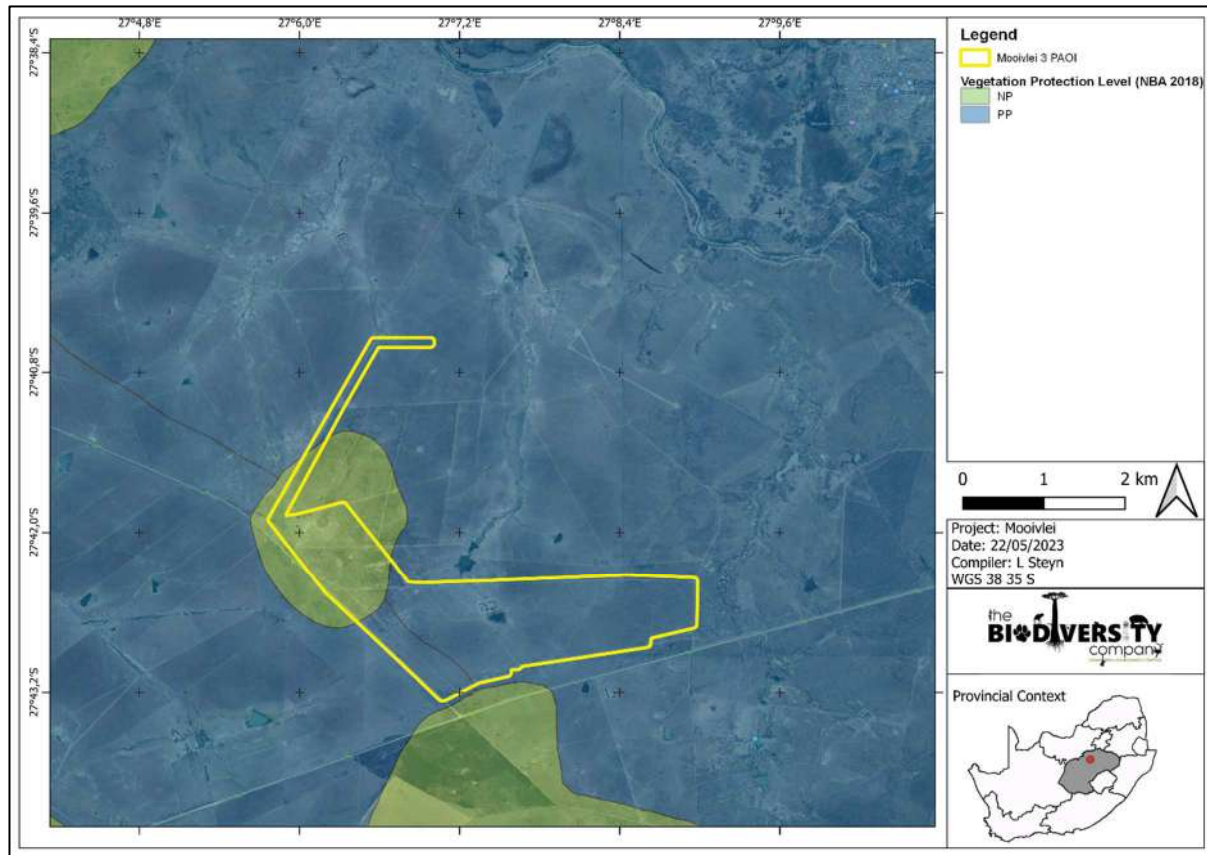 27°4,8'E 27°6,0'E 27°7,2'E 27°8,4'E 27°9,6'E
27°38,4'S
27°39,6'S
27°40,8'S
27°42,0'S
27°43,2'S
Legend
Mooivlei 3 PAOI
Vegetation Protection Level (NBA 2018)
NP
PP
0 1 2 km
Project: Mooivlei
Date: 22/05/2023
Compiler: L Steyn
WGS 38 35 S
the
BIODIVERSITY
company
Provincial Context